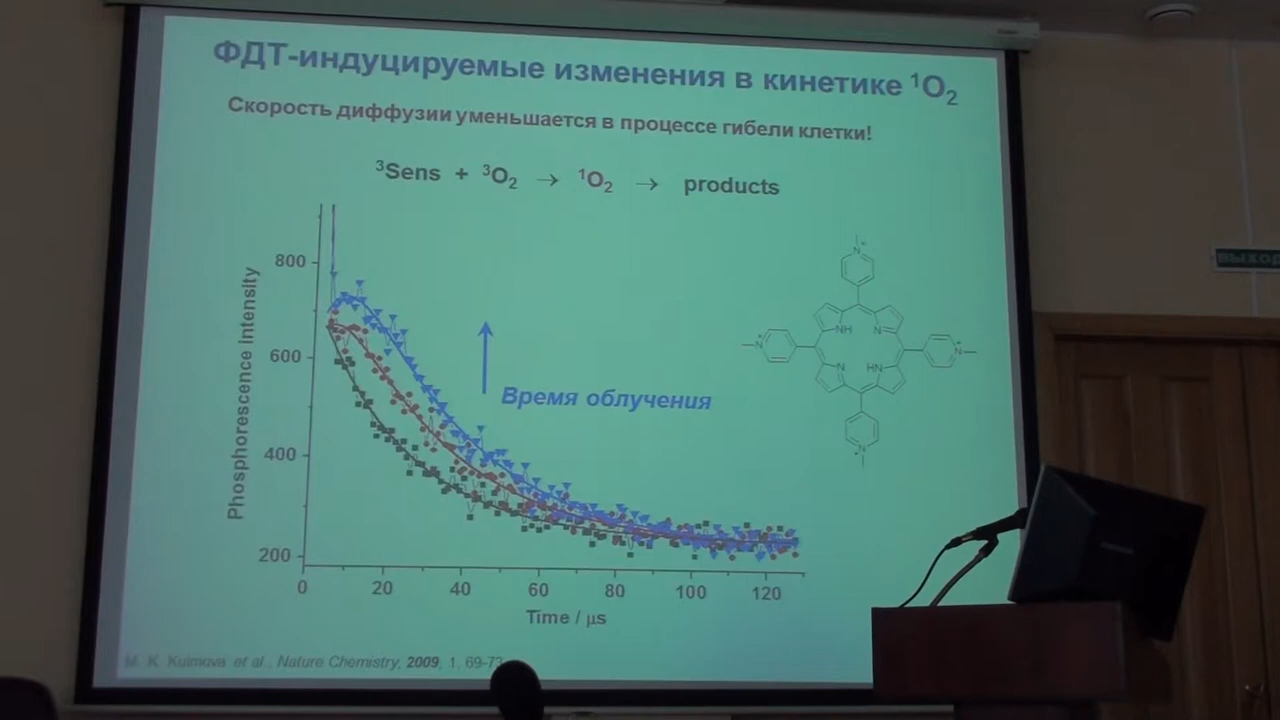 ФДТ-индуцируемые изменения в кинетике ¹O₂
Скорость диффузии уменьшается в процессе гибели клетки!
³Sens + ³O₂ → ¹O₂ → products
Phosphorescence intensity
800
600
400
200
0 20 40 60 80 100 120
Time / µs
Время облучения
N+
NH N
N+ N+
N HN
N+
M. K. Kuimova et al., Nature Chemistry, 2009, 1, 69-73
ВЫХОД